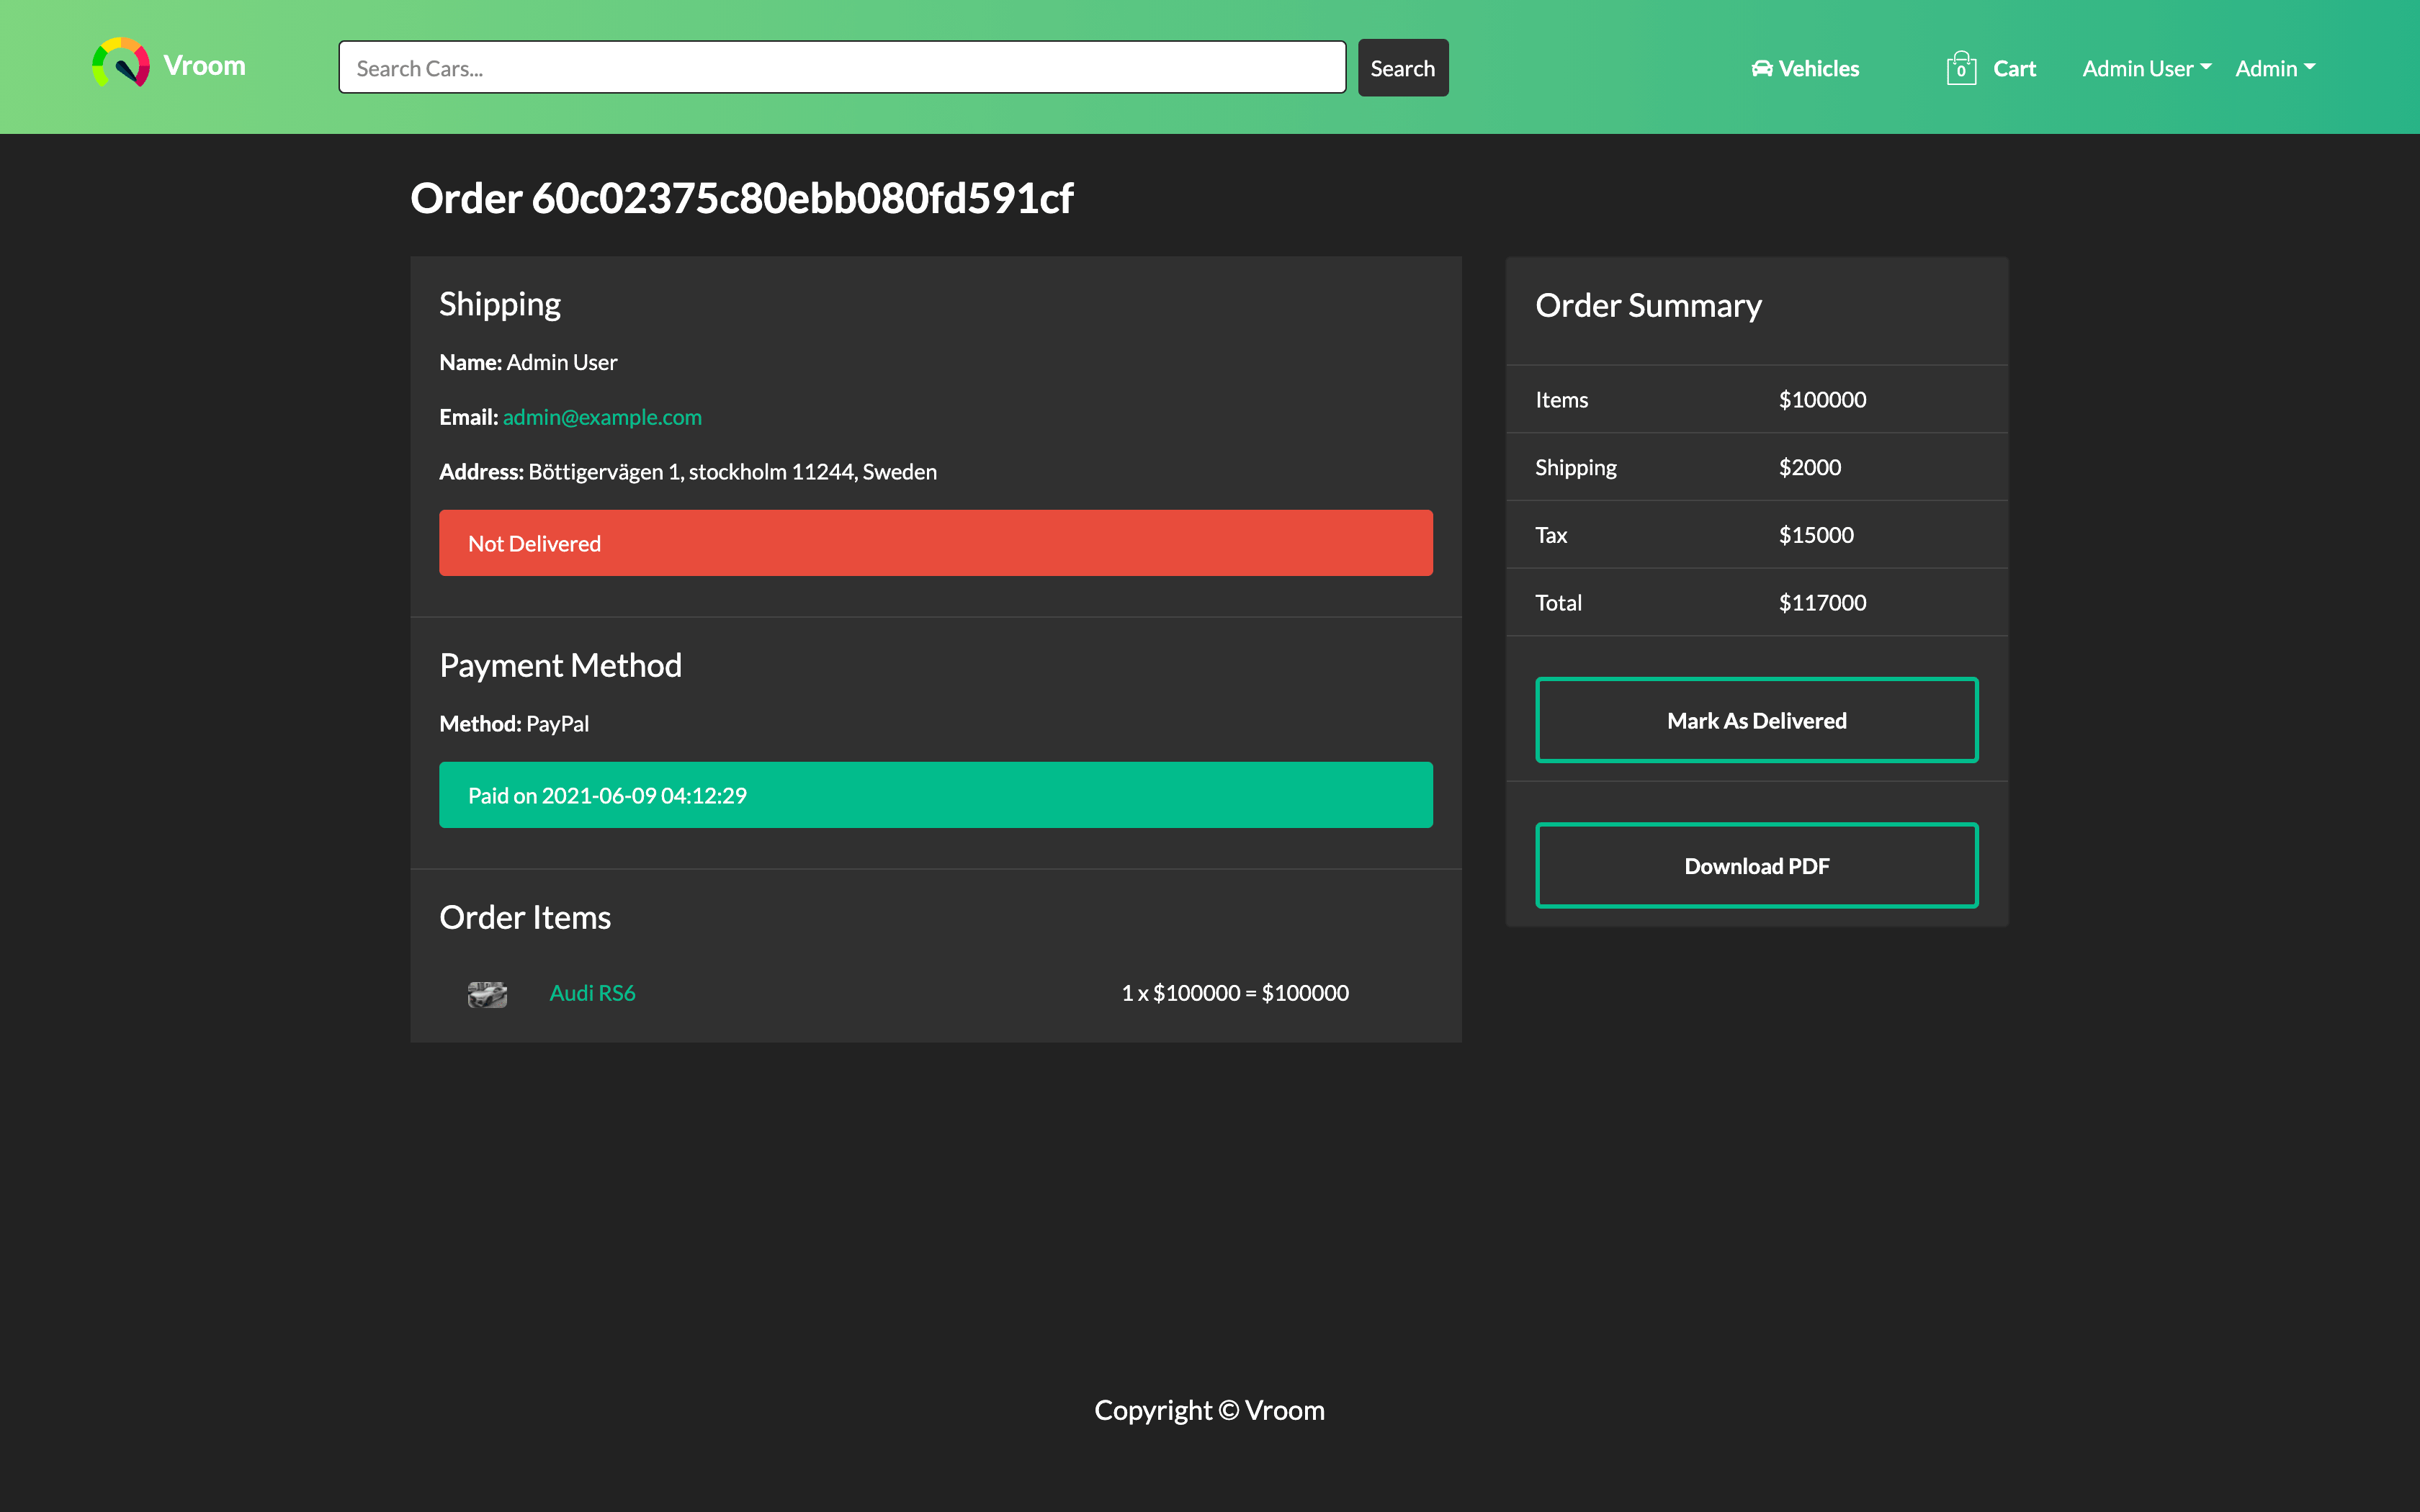 Vroom
Search Cars...
Search
Vehicles
0
Cart
Admin User
Admin
Order 60c02375c80ebb080fd591cf
Shipping
Name: Admin User
Email: admin@example.com
Address: Böttigervägen 1, stockholm 11244, Sweden
Not Delivered
Payment Method
Method: PayPal
Paid on 2021-06-09 04:12:29
Order Items
Audi RS6 1 x $100000 = $100000
Order Summary
Items $100000
Shipping $2000
Tax $15000
Total $117000
Mark As Delivered
Download PDF
Copyright © Vroom